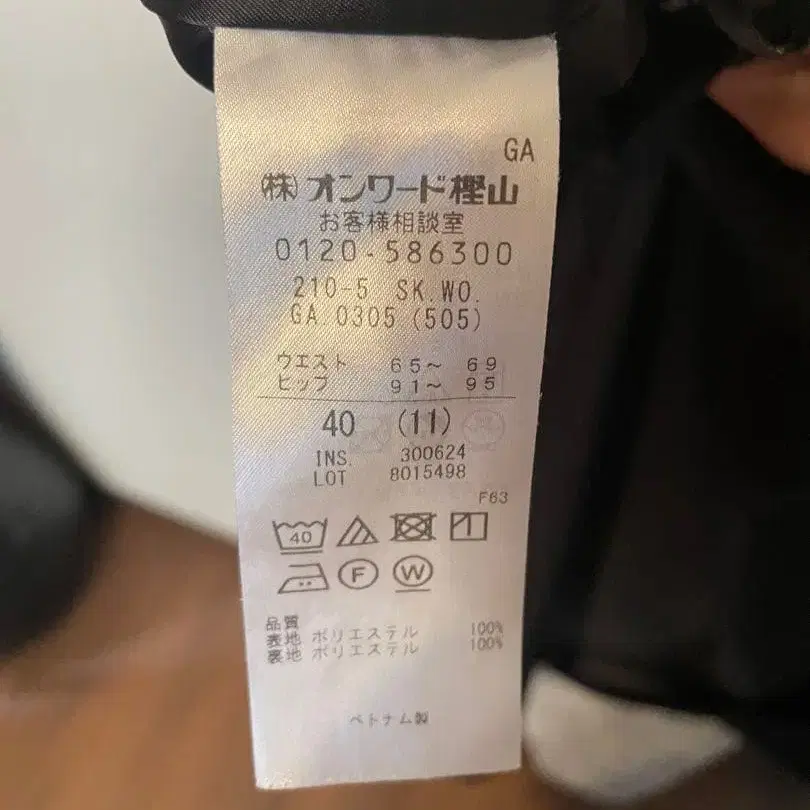 GA
㈱オンワード樫山
お客様相談室
0120-586300
210-5 SK.WO.
GA.0305 (505)
ウエスト 65〜 69
ヒップ 91〜 95
40 (11)
INS. 300624
LOT 8015498
F63
40
F
W
品質
表地 ポリエステル 100%
裏地 ポリエステル 100%
ベトナム製